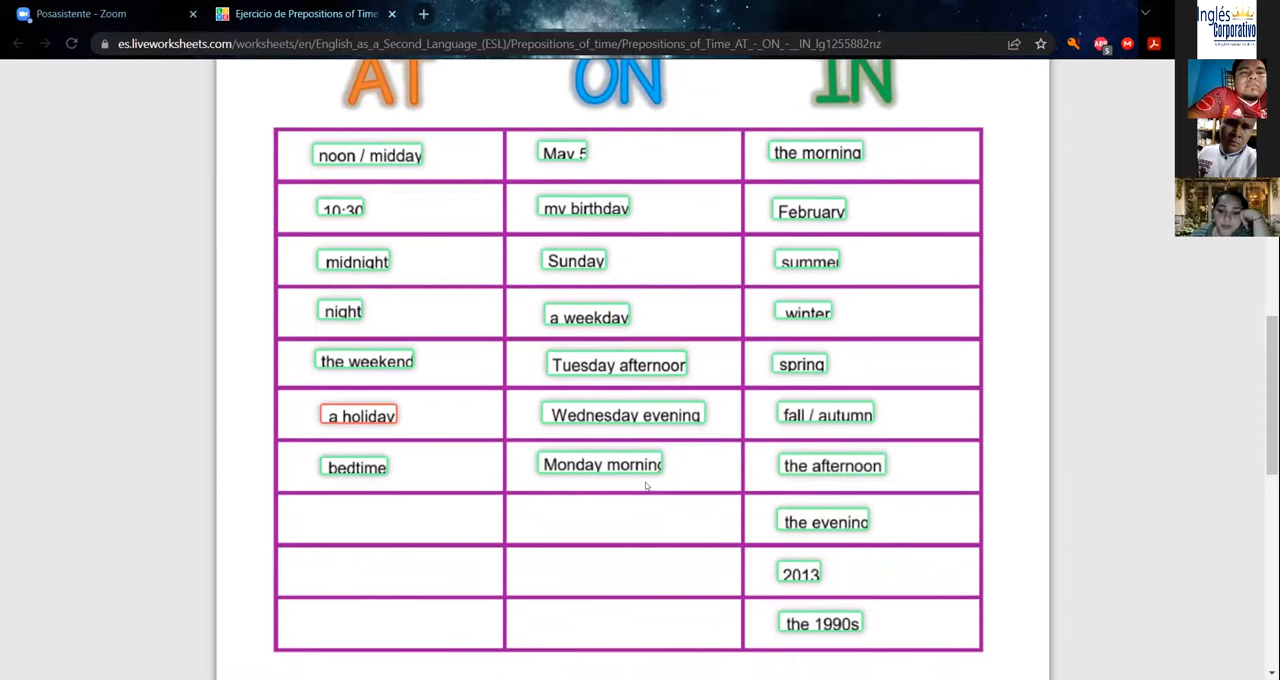 Posasistente - Zoom
Ejercicio de Prepositions of Time
es.liveworksheets.com/worksheets/en/English_as_a_Second_Language_(ESL)/Prepositions_of_time/Prepositions_of_Time_AT_-_ON_-__IN_lg1255882nz
5
Inglés
Corporativo
AT ON IN
noon / midday May 5 the morning
10:30 my birthday February
midnight Sunday summer
night a weekday winter
the weekend Tuesday afternoon spring
a holiday Wednesday evening fall / autumn
bedtime Monday morning the afternoon
the evening
2013
the 1990s